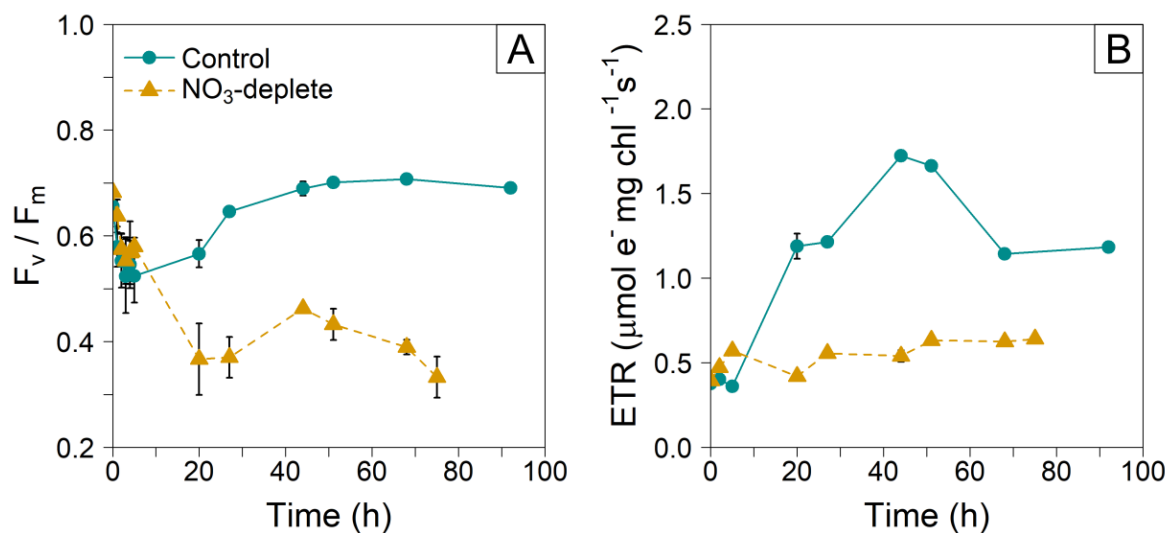 A
Control
NO₃-deplete
Fᵥ / Fₘ
1.0
0.8
0.6
0.4
0.2
0 20 40 60 80 100
Time (h)
B
ETR (μmol e⁻ mg chl ⁻¹s⁻¹)
2.5
2.0
1.5
1.0
0.5
0.0
0 20 40 60 80 100
Time (h)